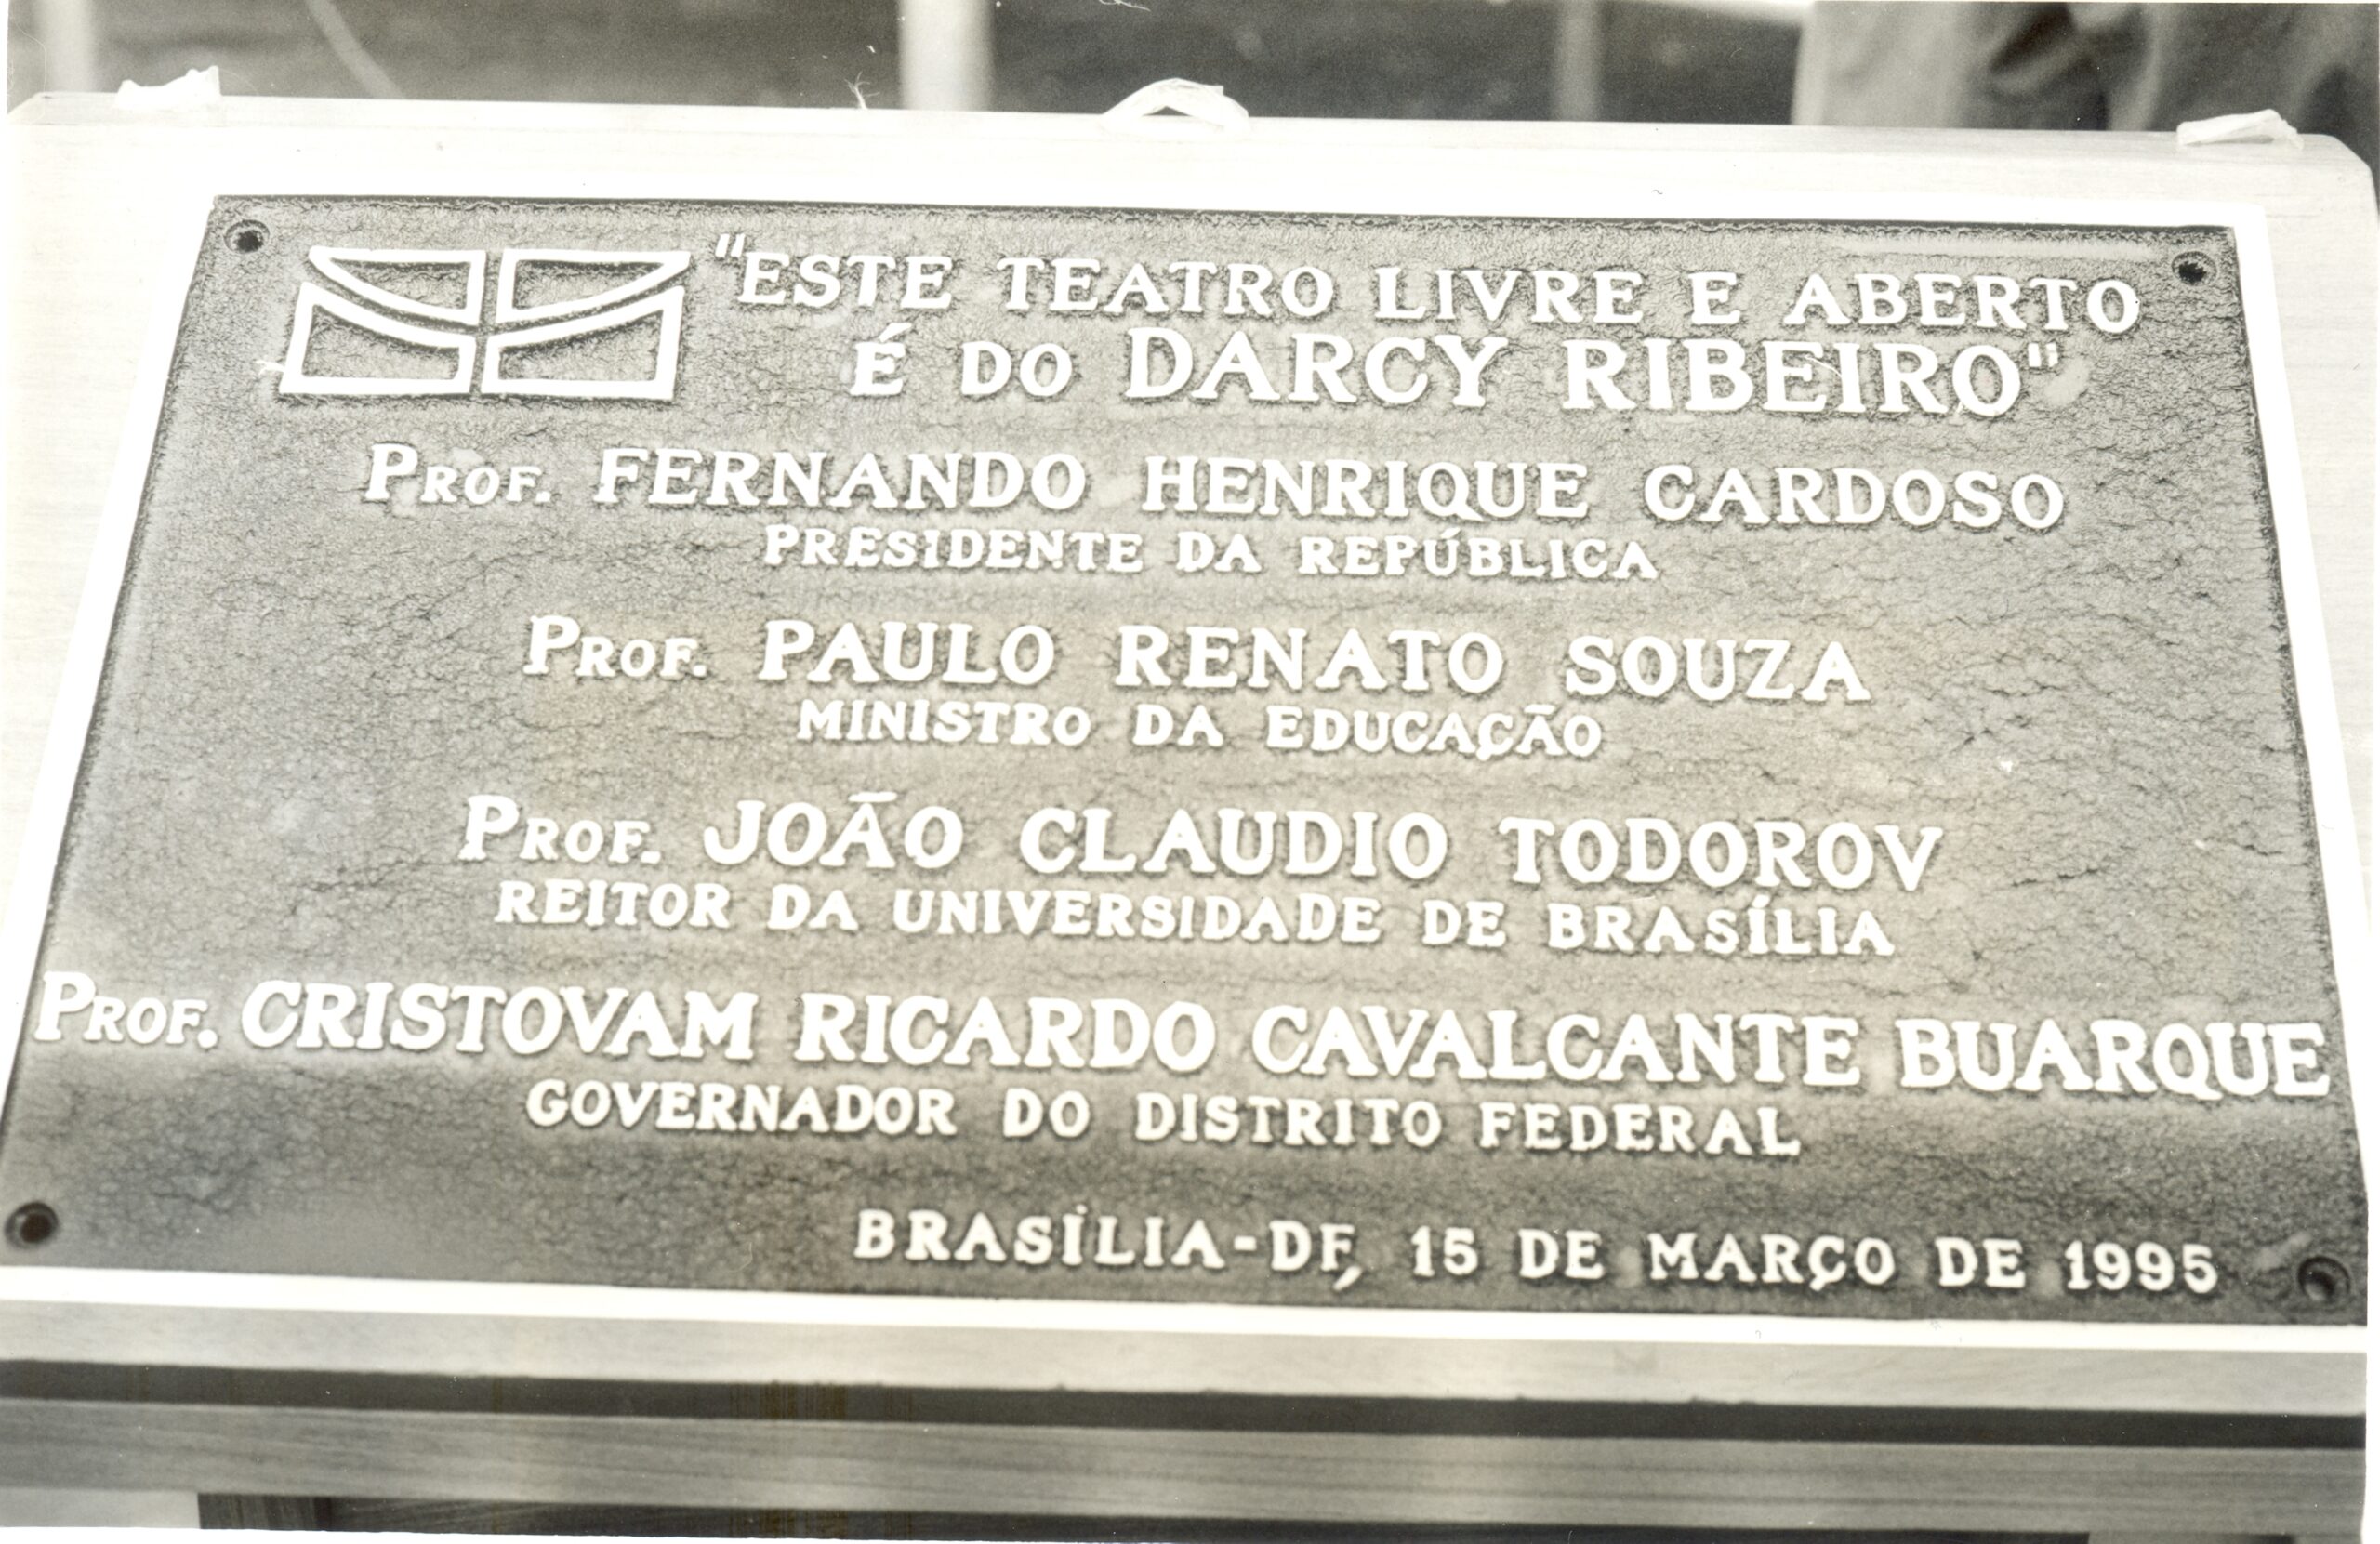 "ESTE TEATRO LIVRE E ABERTO
É DO DARCY RIBEIRO"
PROF. FERNANDO HENRIQUE CARDOSO
PRESIDENTE DA REPÚBLICA
PROF. PAULO RENATO SOUZA
MINISTRO DA EDUCAÇÃO
PROF. JOÃO CLAUDIO TODOROV
REITOR DA UNIVERSIDADE DE BRASÍLIA
PROF. CRISTOVAM RICARDO CAVALCANTE BUARQUE
GOVERNADOR DO DISTRITO FEDERAL
BRASÍLIA-DF, 15 DE MARÇO DE 1995